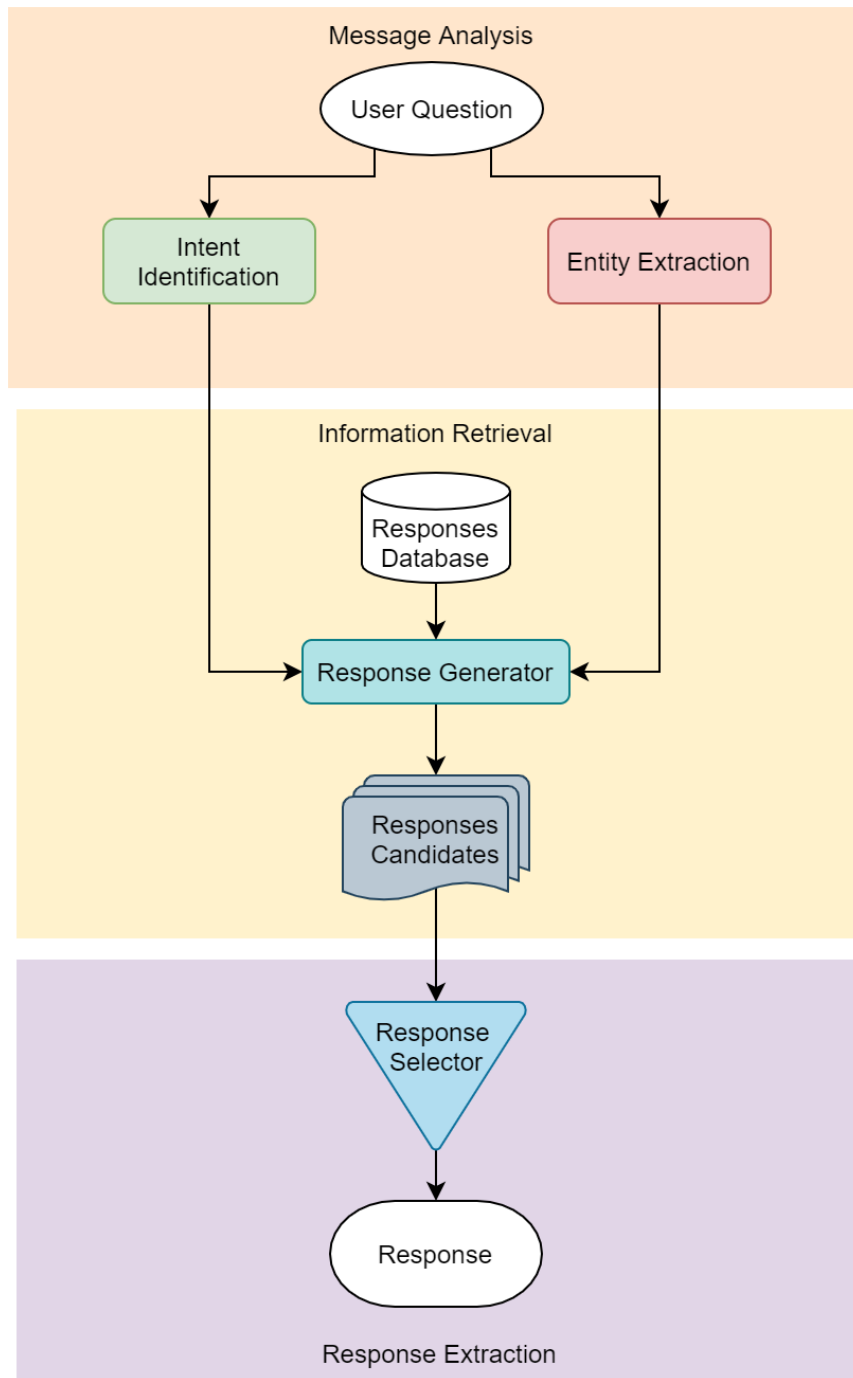 Message Analysis
User Question
Intent
Identification
Entity Extraction
Information Retrieval
Responses
Database
Response Generator
Responses
Candidates
Response
Selector
Response
Response Extraction